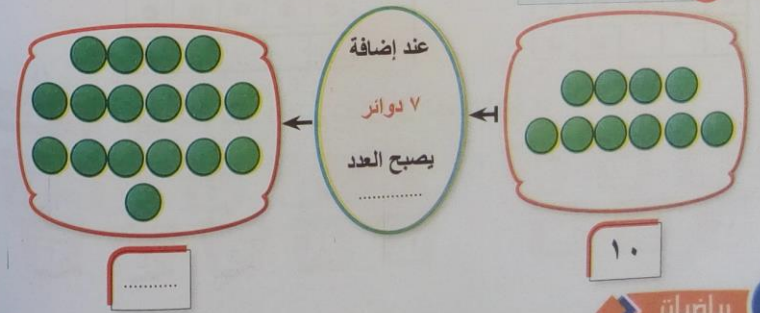 عند إضافة
٧ دوائر
يصبح العدد
..............
١٠
............
رياضيات